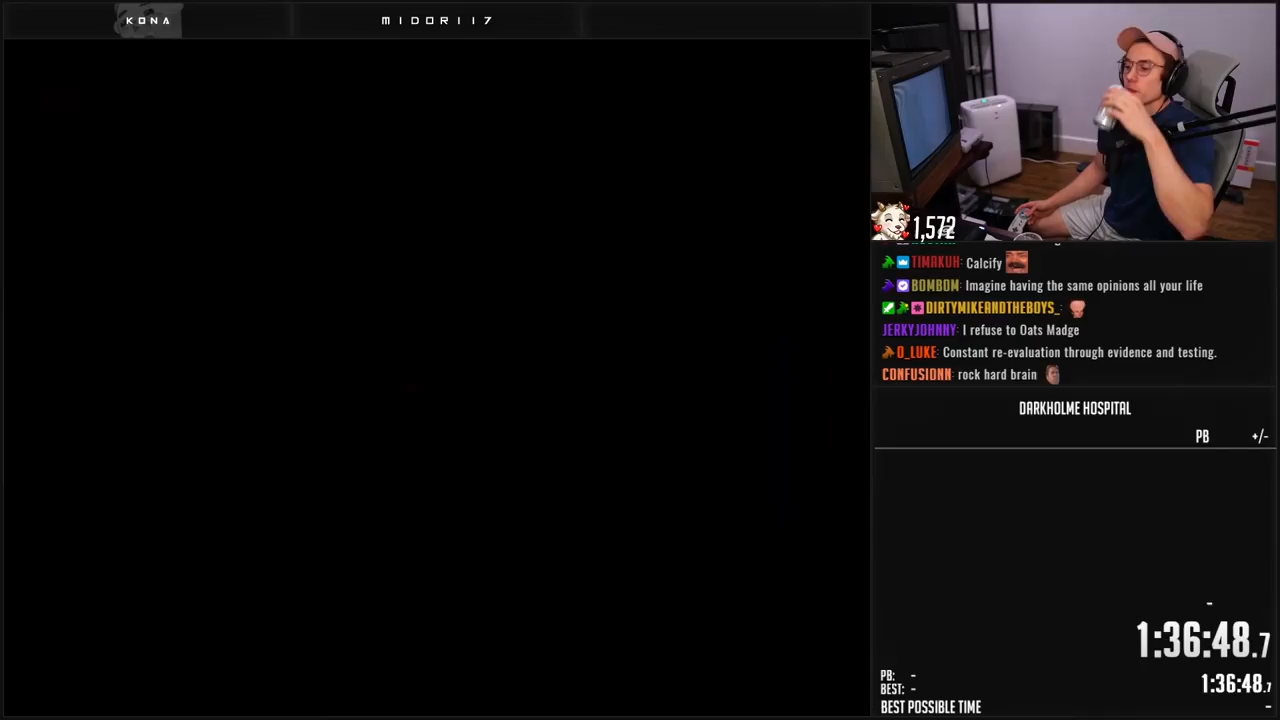 KONA
MIDORII7
1,572
TIMAKUH: Calcify
BOMBOM: Imagine having the same opinions all your life
DIRTYMIKEANDTHEBOYS_:
JERKYJOHNNY: I refuse to Oats Madge
O_LUKE: Constant re-evaluation through evidence and testing.
CONFUSIONN: rock hard brain
DARKHOLME HOSPITAL
PB +/-
-
1:36:48.7
PB: -
1:36:48.7
BEST: -
BEST POSSIBLE TIME -